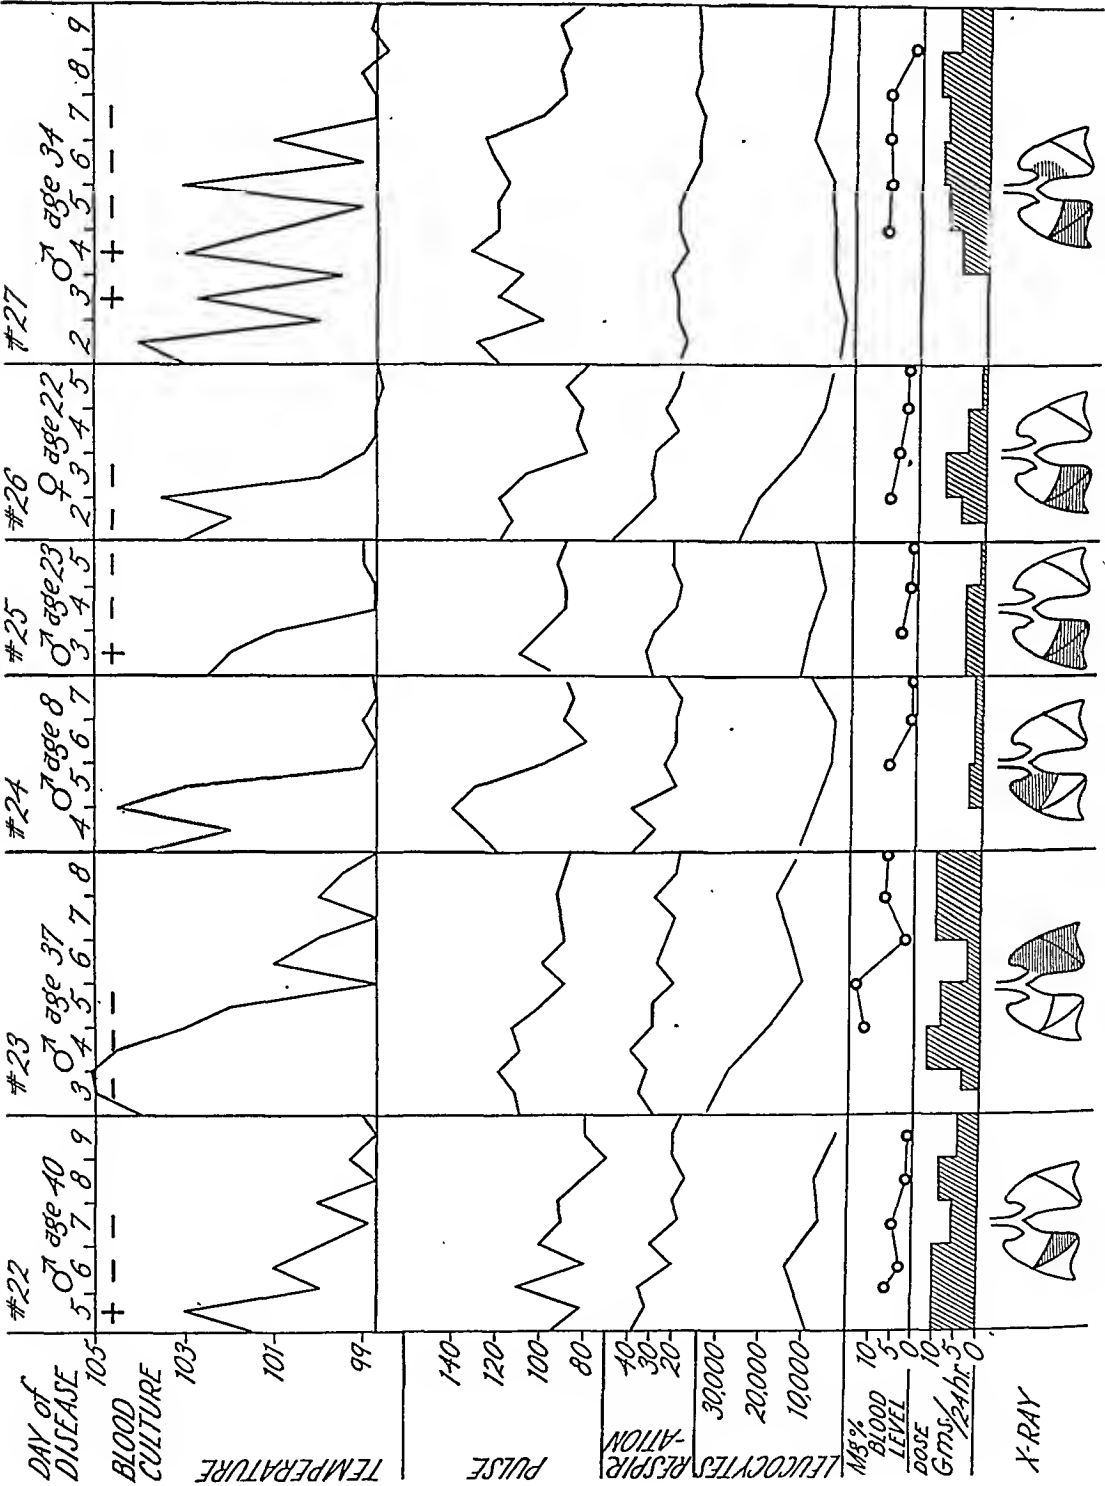 #22 #23 #24 #25 #26 #27
♂ age 40 ♂ age 37 ♂ age 8 ♂ age 23 ♀ age 22 ♂ age 34
DAY of
DISEASE
5 6 7 8 9 3 4 5 6 7 8 4 5 6 7 3 4 5 2 3 4 5 2 3 4 5 6 7 8 9
BLOOD
CULTURE
+ − − − − − + − − − − + + − − −
TEMPERATURE
105
103
101
99
PULSE
140
120
100
80
RESPIR
-ATION
40
30
20
LEUCOCYTES
30,000
20,000
10,000
Mg%
BLOOD
LEVEL
10
5
0
DOSE
Gms./
24hr.
10
5
0
X-RAY